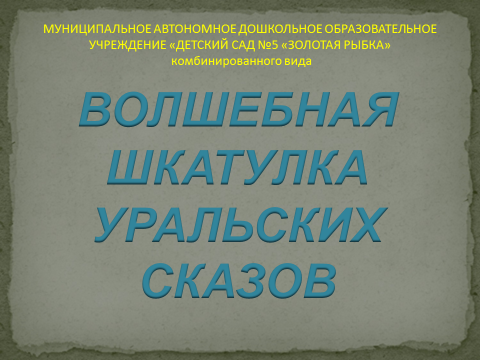 МУНИЦИПАЛЬНОЕ АВТОНОМНОЕ ДОШКОЛЬНОЕ ОБРАЗОВАТЕЛЬНОЕ
УЧРЕЖДЕНИЕ «ДЕТСКИЙ САД №5 «ЗОЛОТАЯ РЫБКА»
комбинированного вида
ВОЛШЕБНАЯ
ШКАТУЛКА
УРАЛЬСКИХ
СКАЗОВ